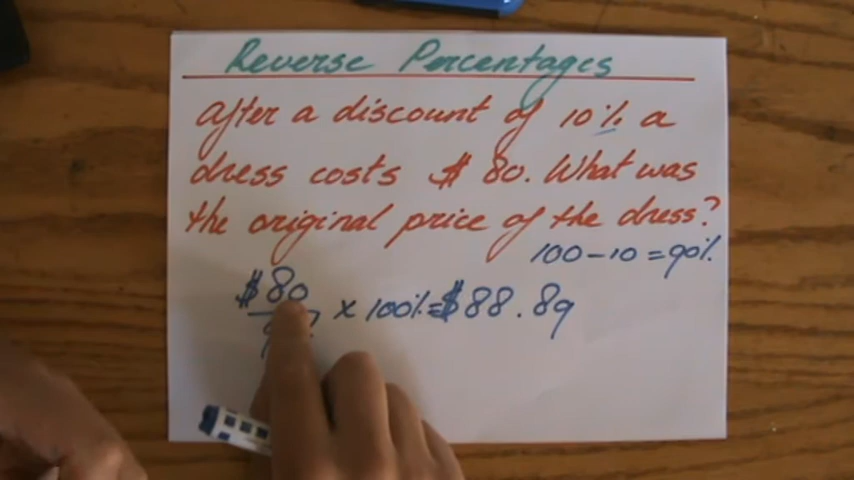 Reverse Percentages
After a discount of 10% a
dress costs $ 80. What was
the original price of the dress?
100-10=90%
$80
x 100%=$88.89